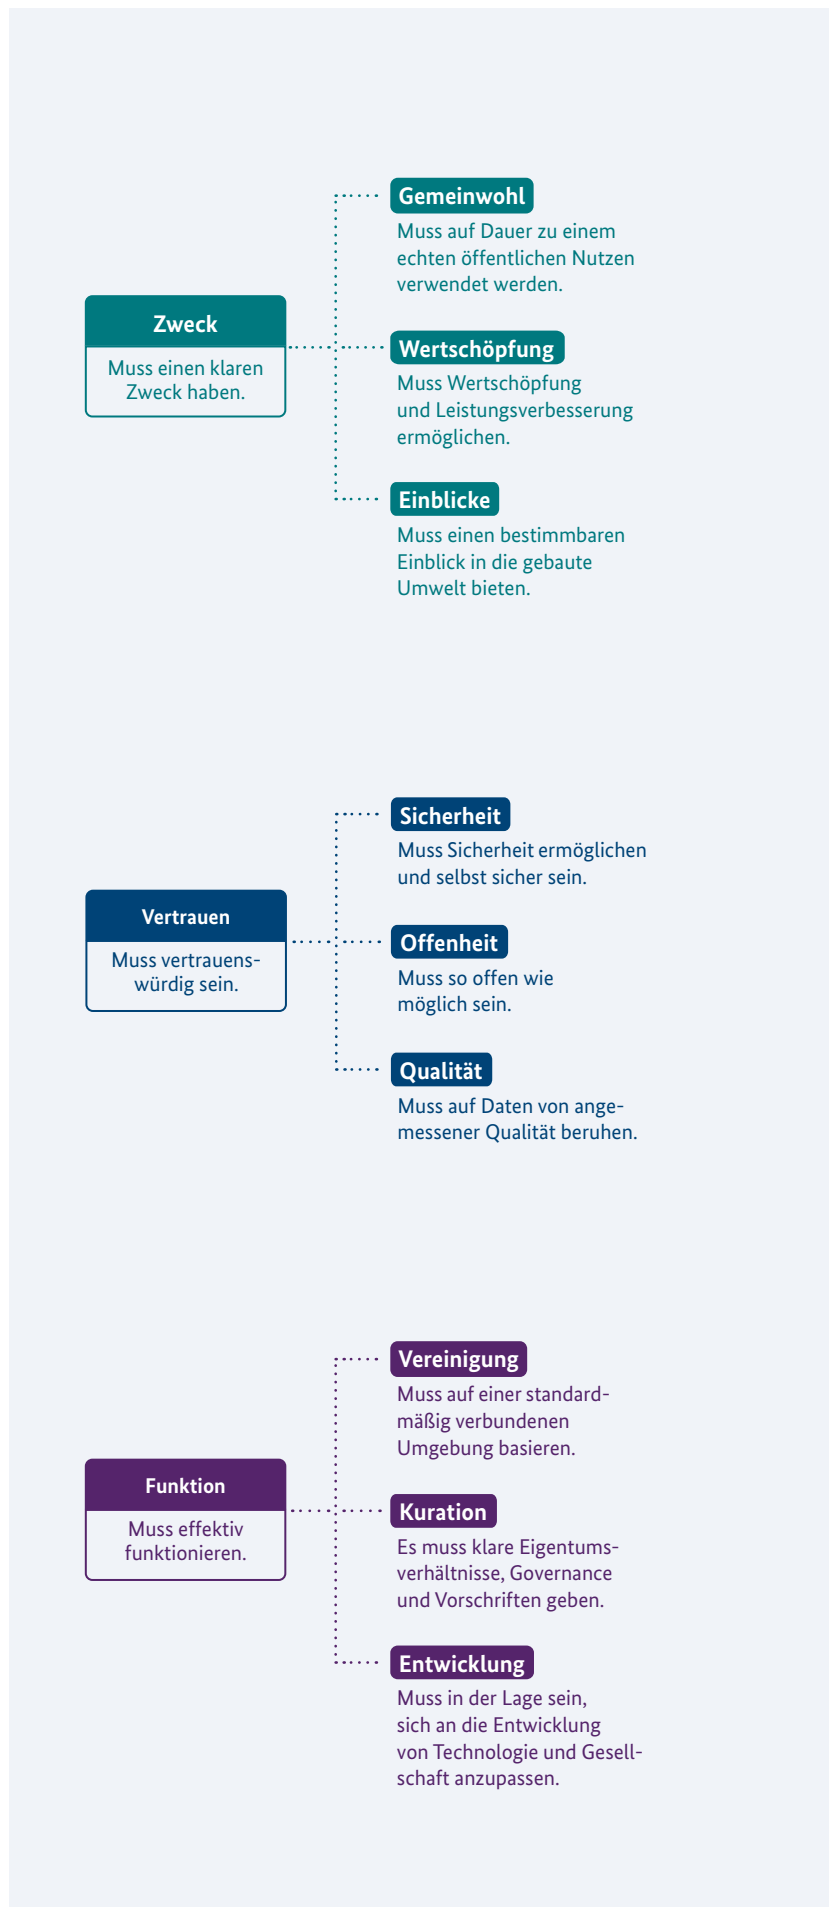 Zweck
Muss einen klaren
Zweck haben.
Gemeinwohl
Muss auf Dauer zu einem
echten öffentlichen Nutzen
verwendet werden.
Wertschöpfung
Muss Wertschöpfung
und Leistungsverbesserung
ermöglichen.
Einblicke
Muss einen bestimmbaren
Einblick in die gebaute
Umwelt bieten.
Vertrauen
Muss vertrauens-
würdig sein.
Sicherheit
Muss Sicherheit ermöglichen
und selbst sicher sein.
Offenheit
Muss so offen wie
möglich sein.
Qualität
Muss auf Daten von ange-
messener Qualität beruhen.
Funktion
Muss effektiv
funktionieren.
Vereinigung
Muss auf einer standard-
mäßig verbundenen
Umgebung basieren.
Kuration
Es muss klare Eigentums-
verhältnisse, Governance
und Vorschriften geben.
Entwicklung
Muss in der Lage sein,
sich an die Entwicklung
von Technologie und Gesell-
schaft anzupassen.